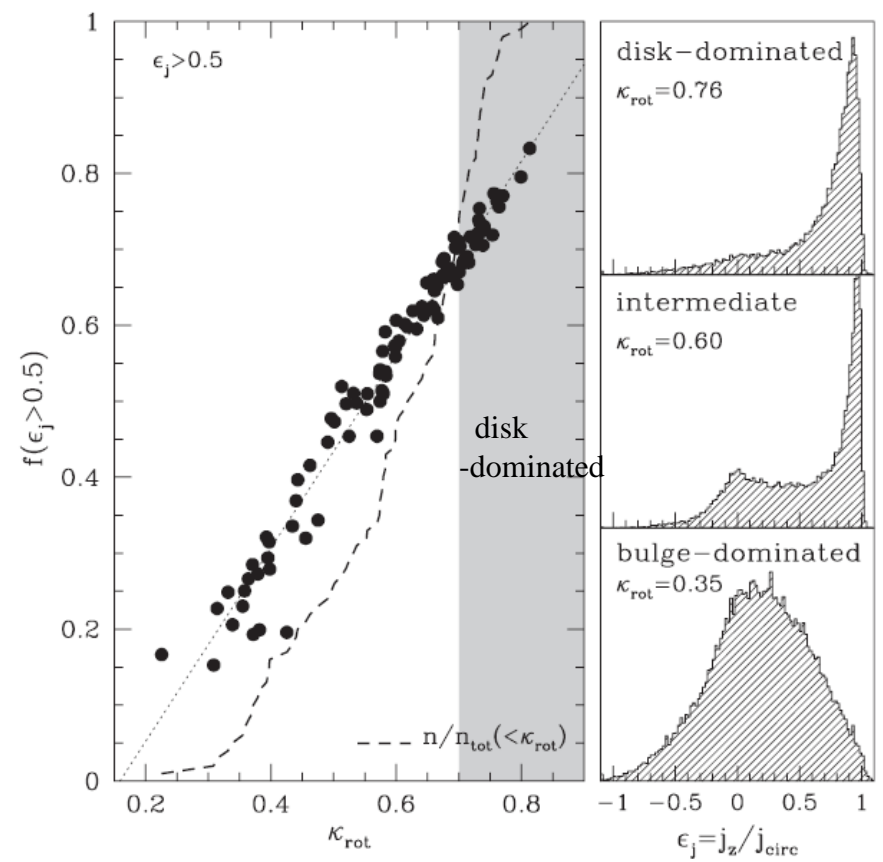 1
0.8
0.6
0.4
0.2
0
f(ϵ_j>0.5)
ϵ_j>0.5
disk
-dominated
n/n_tot(<κ_rot)
0.2 0.4 0.6 0.8
κ_rot
disk-dominated
κ_rot=0.76
intermediate
κ_rot=0.60
bulge-dominated
κ_rot=0.35
-1 -0.5 0 0.5 1
ϵ_j=j_z/j_circ